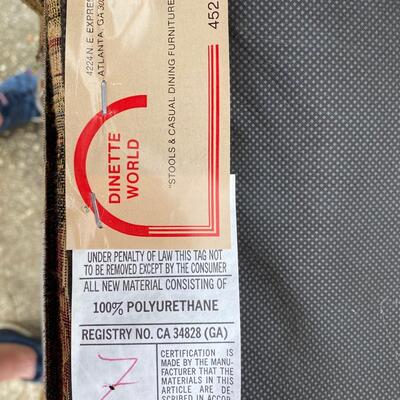 4224 N. E. EXPRES
ATLANTA, GA 30
DINETTE
WORLD
"STOOLS & CASUAL DINING FURNITURE
452
UNDER PENALTY OF LAW THIS TAG NOT
TO BE REMOVED EXCEPT BY THE CONSUMER
ALL NEW MATERIAL CONSISTING OF
100% POLYURETHANE
REGISTRY NO. CA 34828 (GA)
7
CERTIFICATION IS
MADE BY THE MANU-
FACTURER THAT THE
MATERIALS IN THIS
ARTICLE ARE DE-
SCRIBED IN ACCOR